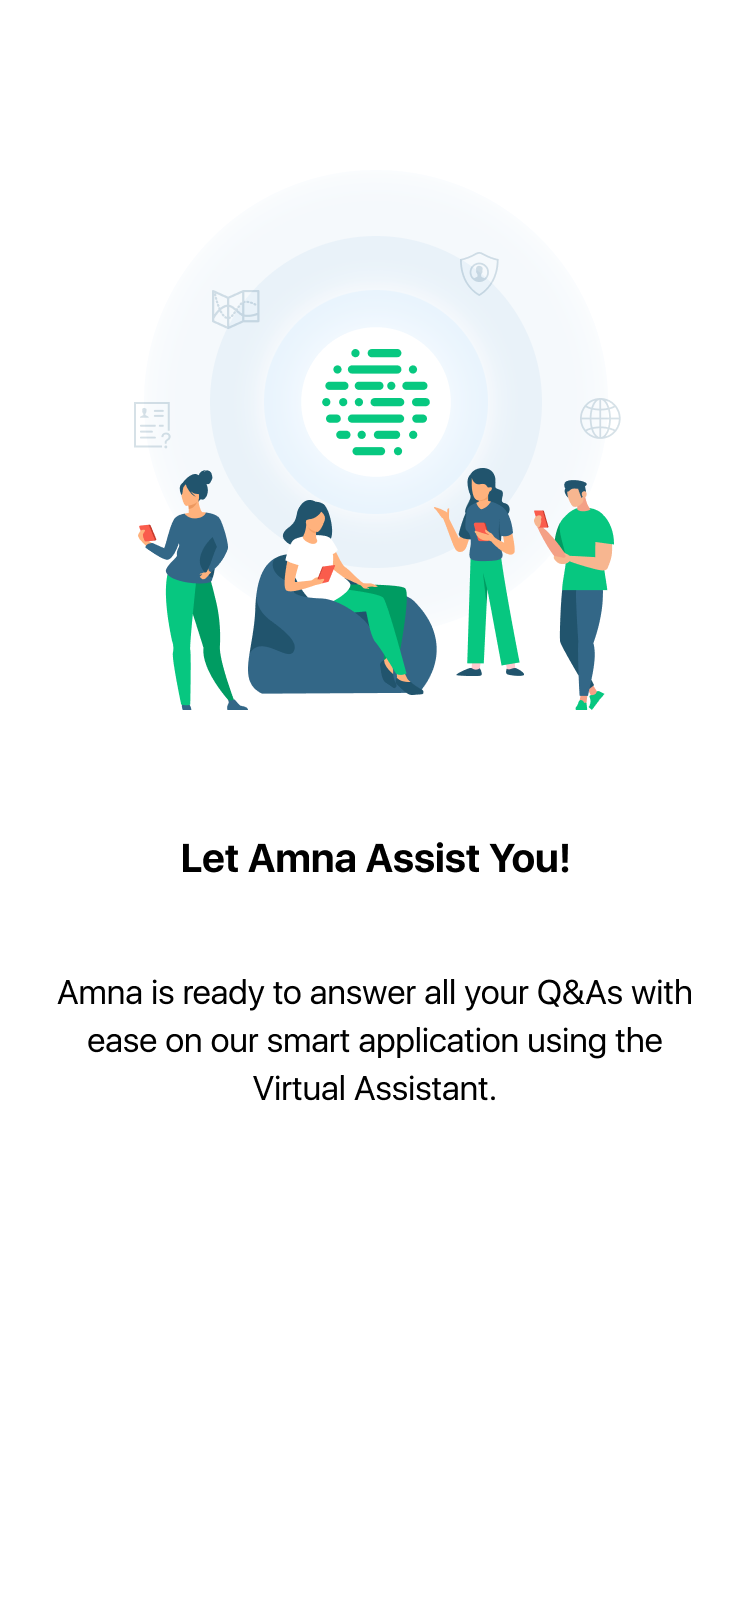 Let Amna Assist You!
Amna is ready to answer all your Q&As with
ease on our smart application using the
Virtual Assistant.